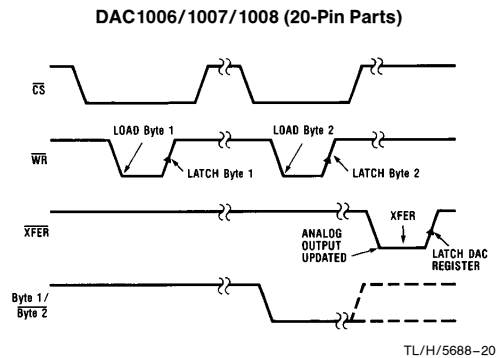 DAC1006/1007/1008 (20-Pin Parts)
CS
LOAD Byte 1
LOAD Byte 2
WR
LATCH Byte 1
LATCH Byte 2
XFER
XFER
ANALOG
OUTPUT
UPDATED
LATCH DAC
REGISTER
Byte 1/
Byte 2
TL/H/5688–20